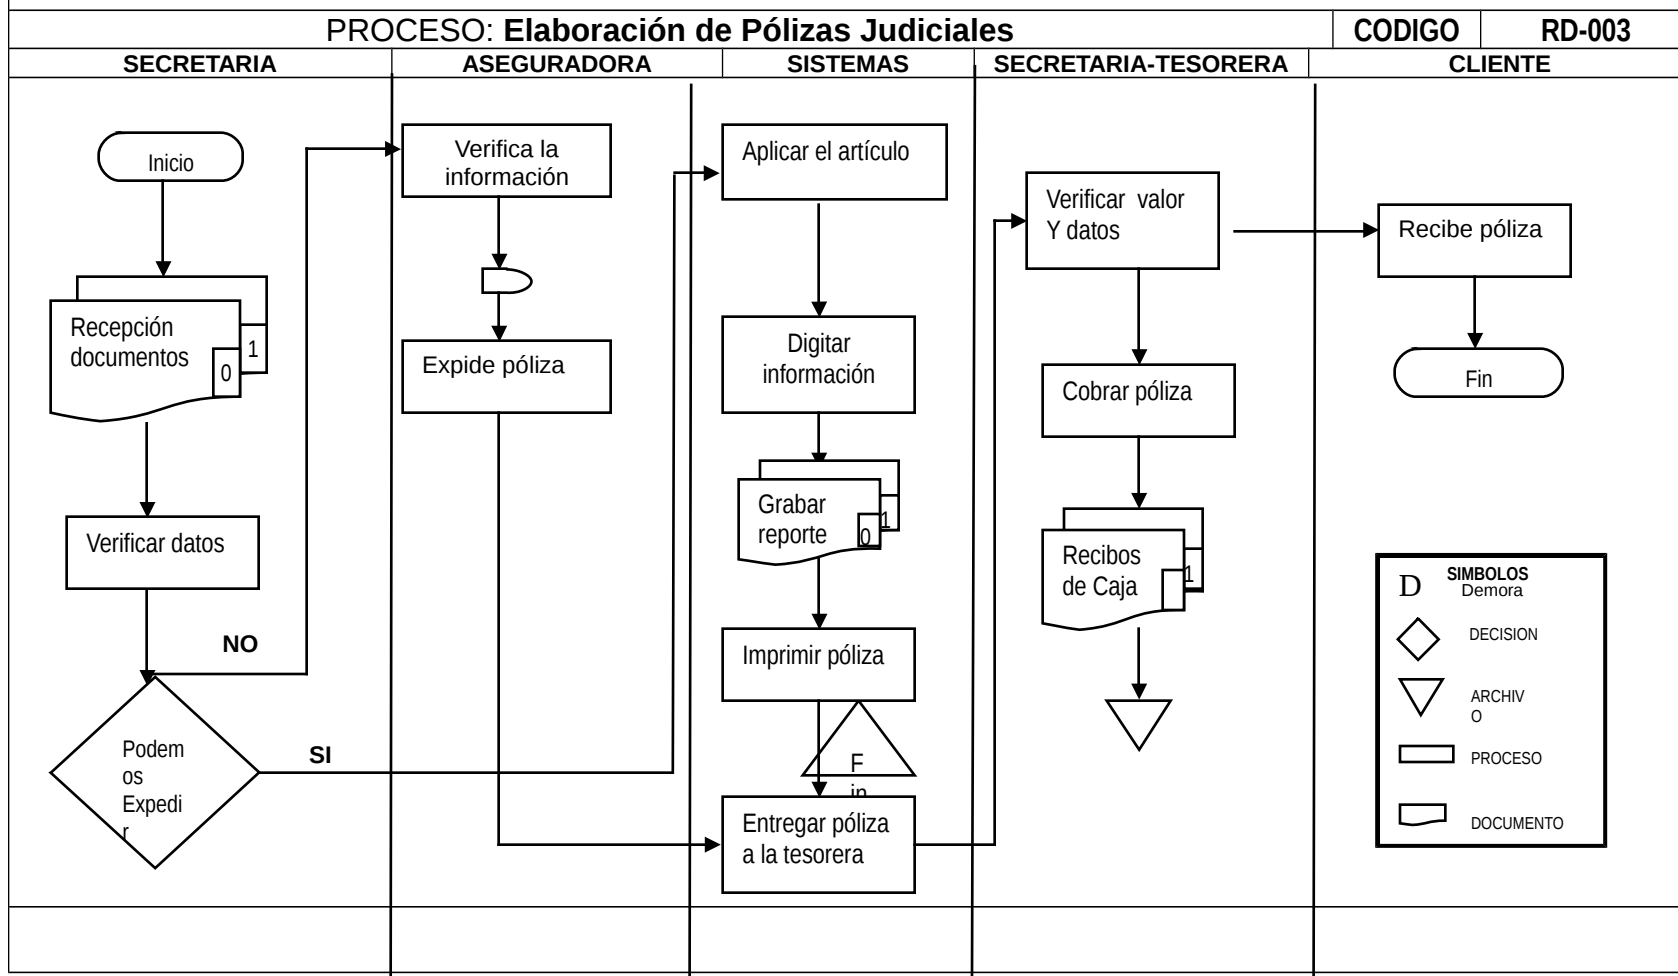 PROCESO: Elaboración de Pólizas Judiciales
CODIGO
RD-003
SECRETARIA
ASEGURADORA
SISTEMAS
SECRETARIA-TESORERA
CLIENTE
Inicio
Recepción
documentos
0
1
Verificar datos
NO
Podem
os
Expedi
r
SI
Verifica la
información
Expide póliza
Aplicar el artículo
Digitar
información
Grabar
reporte
0
1
Imprimir póliza
F
in
Entregar póliza
a la tesorera
Verificar valor
Y datos
Cobrar póliza
Recibos
de Caja
1
Recibe póliza
Fin
SIMBOLOS
D Demora
DECISION
ARCHIV
O
PROCESO
DOCUMENTO